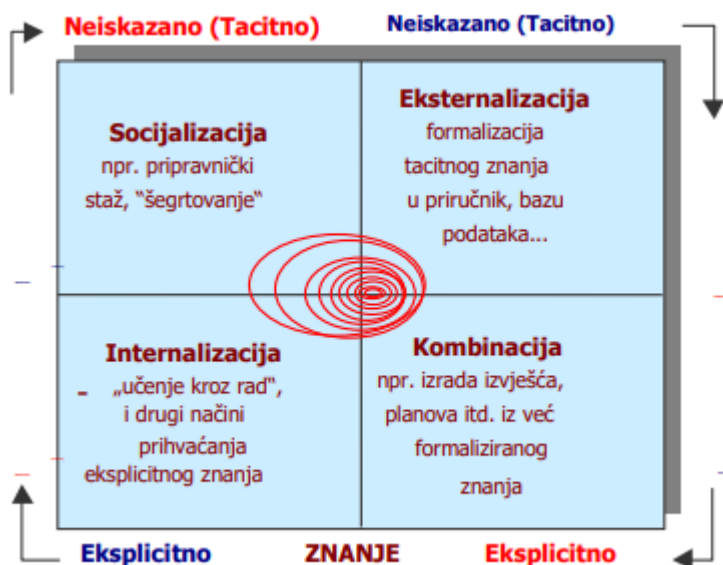 Neiskazano (Tacitno)
Neiskazano (Tacitno)
Socijalizacija
npr. pripravnički
staž, “šegrtovanje“
Eksternalizacija
formalizacija
tacitnog znanja
u priručnik, bazu
podataka...
Internalizacija
- „učenje kroz rad“,
i drugi načini
prihvaćanja
eksplicitnog znanja
Kombinacija
npr. izrada izvješća,
planova itd. iz već
formaliziranog
znanja
Eksplicitno
ZNANJE
Eksplicitno